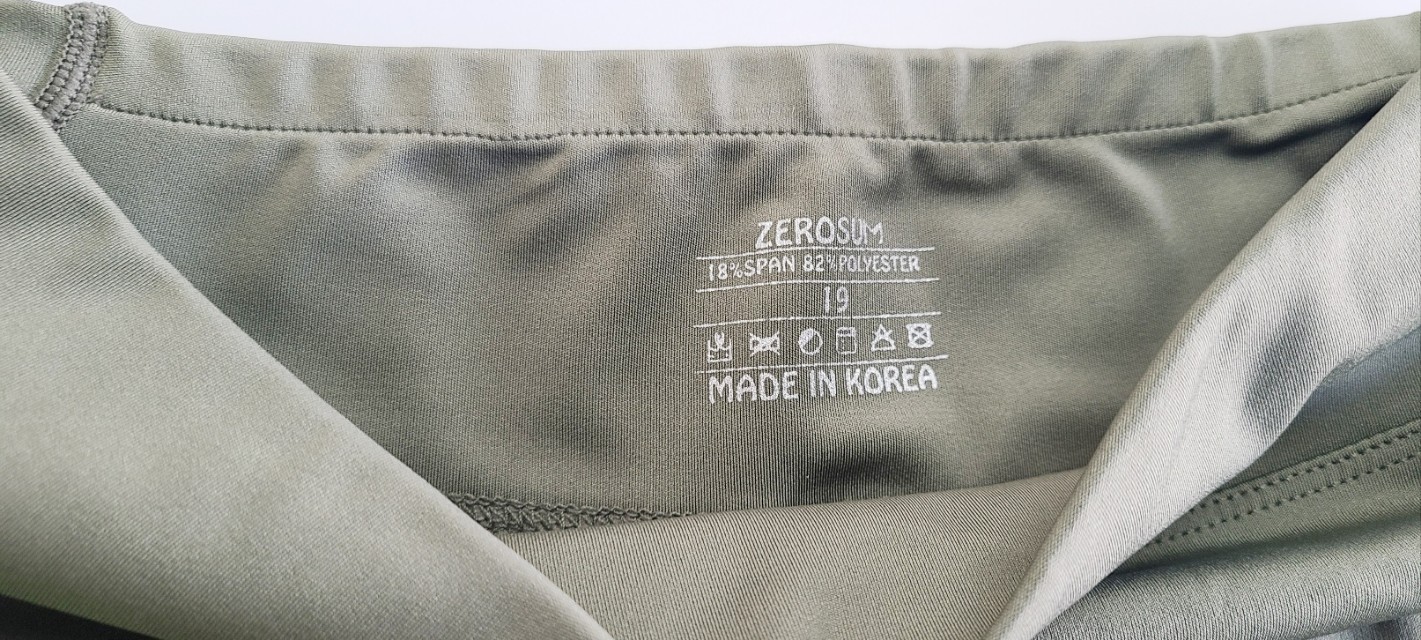 ZEROSUM
18%SPAN 82%POLYESTER
19
MADE IN KOREA